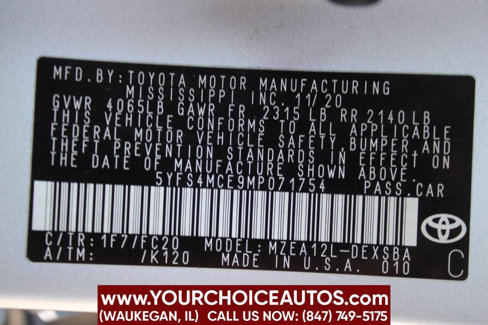 MFD.BY:TOYOTA MOTOR MANUFACTURING
MISSISSIPPI, INC. 11/20
GVWR 4065LB GAWR FR 2315 LB RR 2140 LB
THIS VEHICLE CONFORMS TO ALL APPLICABLE
FEDERAL MOTOR VEHICLE SAFETY, BUMPER AND
THEFT PREVENTION STANDARDS IN EFFECT ON
THE DATE OF MANUFACTURE SHOWN ABOVE.
5YFS4MCE9MP071754 PASS.CAR
C/TR:1F7/FC20 MODEL:MZEA12L-DEXSBA
A/TM: /K120 MADE IN U.S.A. 010
C
WWW.YOURCHOICEAUTOS.COM
(WAUKEGAN, IL) CALL US NOW: (847) 749-5175